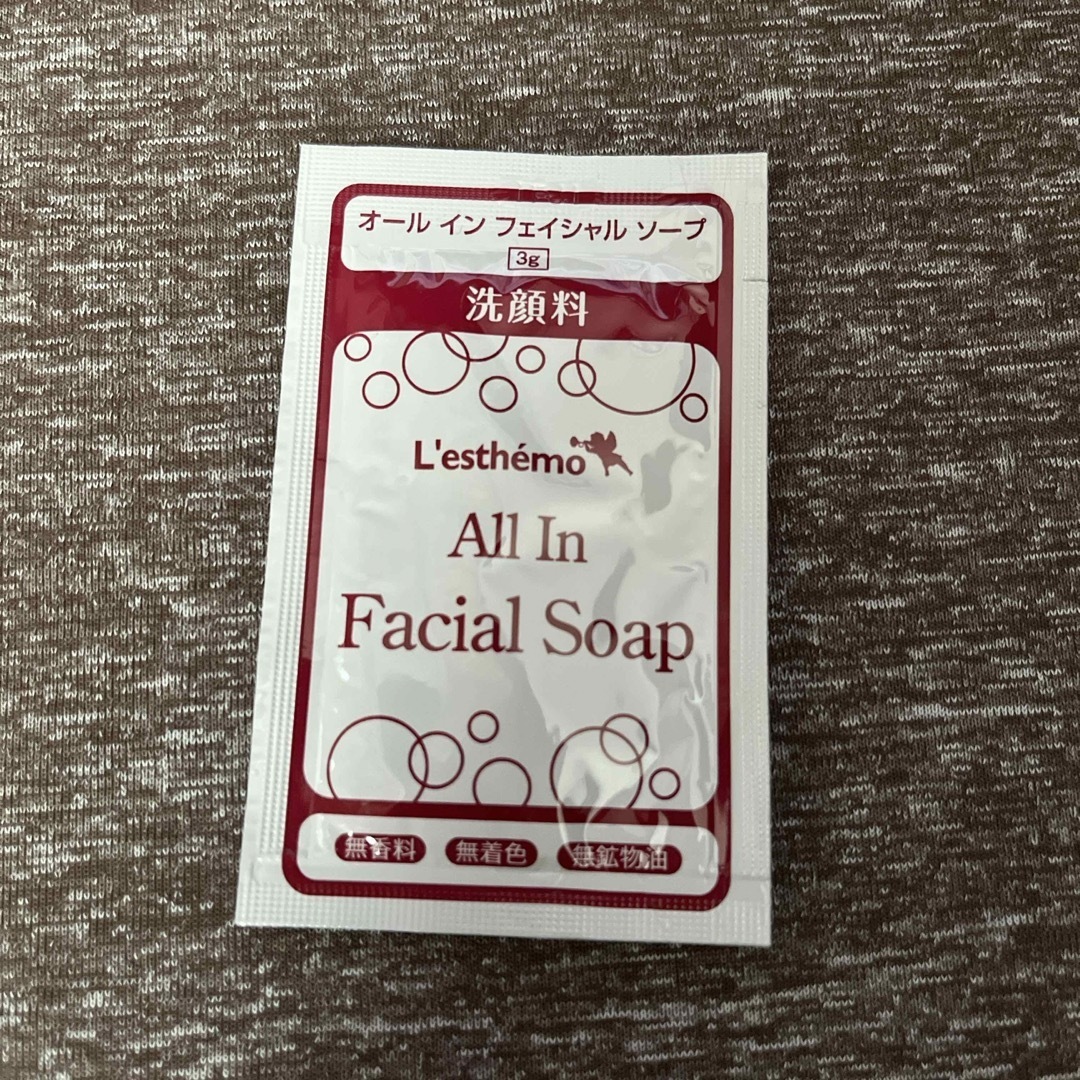 オール イン フェイシャル ソープ
3g
洗顔料
L'esthémo
All In
Facial Soap
無香料 無着色 無鉱物油